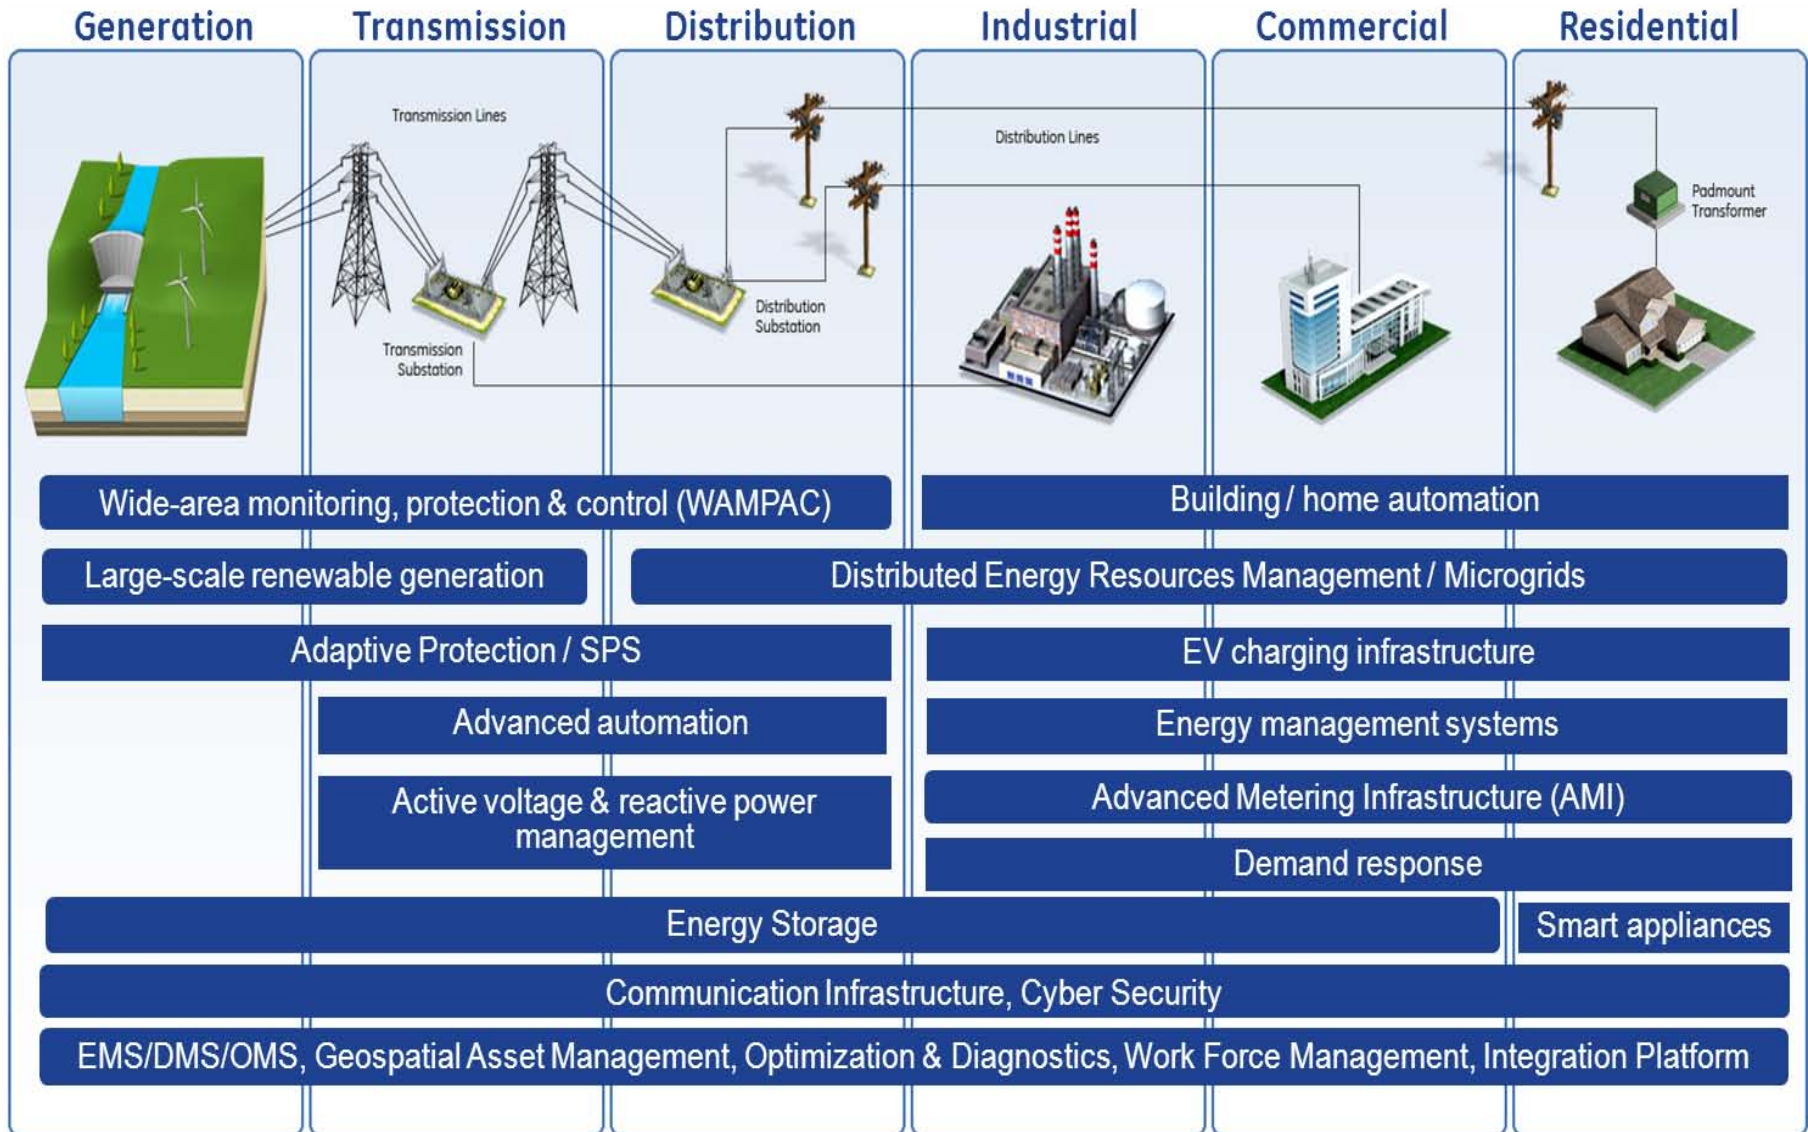 Generation
Transmission
Distribution
Industrial
Commercial
Residential
Transmission Lines
Distribution Lines
Padmount
Transformer
Distribution
Substation
Transmission
Substation
Wide-area monitoring, protection & control (WAMPAC)
Building / home automation
Large-scale renewable generation
Distributed Energy Resources Management / Microgrids
Adaptive Protection / SPS
EV charging infrastructure
Advanced automation
Energy management systems
Active voltage & reactive power
management
Advanced Metering Infrastructure (AMI)
Demand response
Energy Storage
Smart appliances
Communication Infrastructure, Cyber Security
EMS/DMS/OMS, Geospatial Asset Management, Optimization & Diagnostics, Work Force Management, Integration Platform